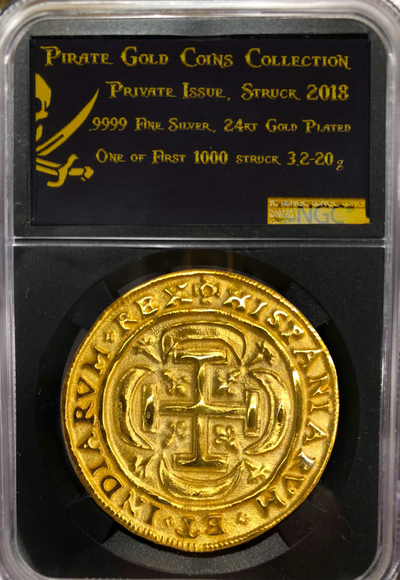 Pirate Gold Coins Collection
Private Issue, Struck 2018
.9999 Fine Silver, 24kt Gold Plated
One of First 1000 struck 3.2-20 g
NGC
HISPANIARVM ET INDIARVM REX